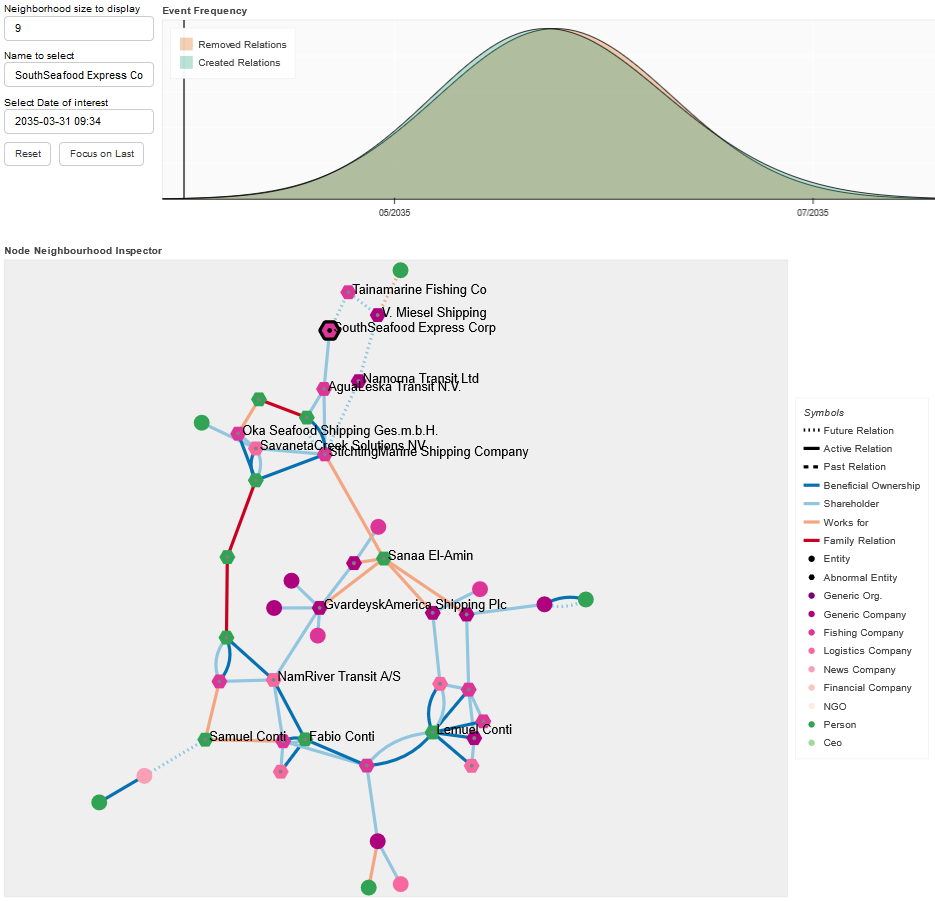 Neighborhood size to display
9
Name to select
SouthSeafood Express Co
Select Date of interest
2035-03-31 09:34
Reset
Focus on Last
Event Frequency
Removed Relations
Created Relations
05/2035
07/2035
Node Neighbourhood Inspector
Tainamarine Fishing Co
V. Miesel Shipping
SouthSeafood Express Corp
Namorna Transit Ltd
AguaLeska Transit N.V.
Oka Seafood Shipping Ges.m.b.H.
SavanetaCreek Solutions NV
StichtingMarine Shipping Company
Sanaa El-Amin
GvardeyskAmerica Shipping Plc
NamRiver Transit A/S
Samuel Conti
Fabio Conti
Lemuel Conti
Symbols
Future Relation
Active Relation
Past Relation
Beneficial Ownership
Shareholder
Works for
Family Relation
Entity
Abnormal Entity
Generic Org.
Generic Company
Fishing Company
Logistics Company
News Company
Financial Company
NGO
Person
Ceo